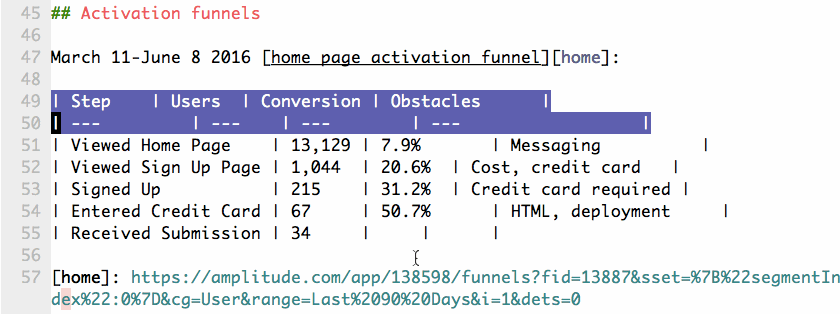 45 ## Activation funnels
46
47 March 11-June 8 2016 [home page activation funnel][home]:
48
49 | Step | Users | Conversion | Obstacles |
50 | --- | --- | --- | --- |
51 | Viewed Home Page | 13,129 | 7.9% | Messaging |
52 | Viewed Sign Up Page | 1,044 | 20.6% | Cost, credit card |
53 | Signed Up | 215 | 31.2% | Credit card required |
54 | Entered Credit Card | 67 | 50.7% | HTML, deployment |
55 | Received Submission | 34 | | |
56
57 [home]: https://amplitude.com/app/138598/funnels?fid=13887&sset=%7B%22segmentIn
dex%22:0%7D&cg=User&range=Last%2090%20Days&i=1&dets=0